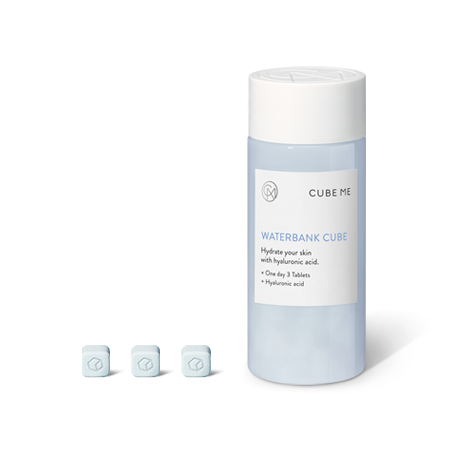 CUBE ME
WATERBANK CUBE
Hydrate your skin
with hyaluronic acid.
+ One day 3 Tablets
+ Hyaluronic acid